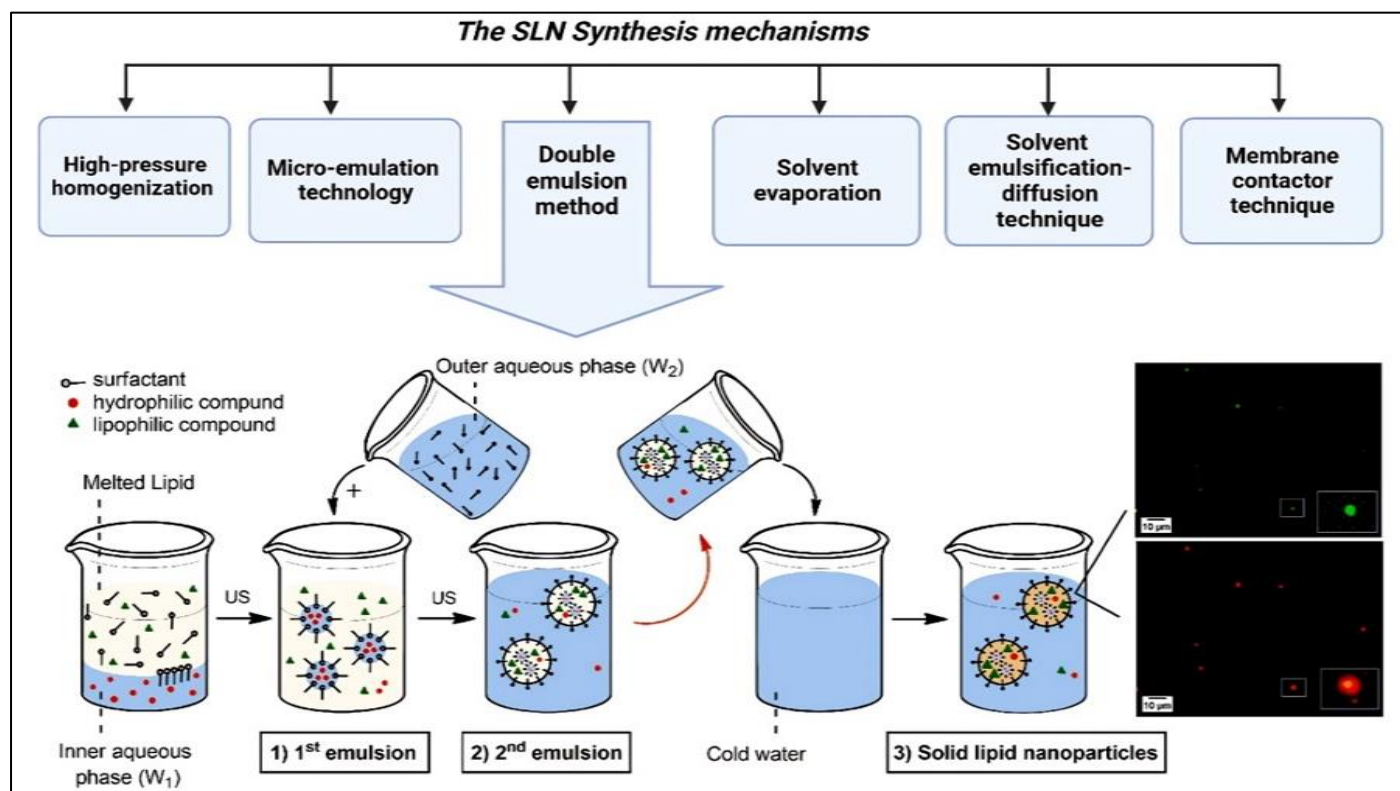 The SLN Synthesis mechanisms
High-pressure
homogenization
Micro-emulation
technology
Double
emulsion
method
Solvent
evaporation
Solvent
emulsification-
diffusion
technique
Membrane
contactor
technique
surfactant
hydrophilic compund
lipophilic compound
Outer aqueous phase (W₂)
Melted Lipid
+
US
US
Inner aqueous
phase (W₁)
1) 1ˢᵗ emulsion
2) 2ⁿᵈ emulsion
Cold water
3) Solid lipid nanoparticles
10 µm
10 µm